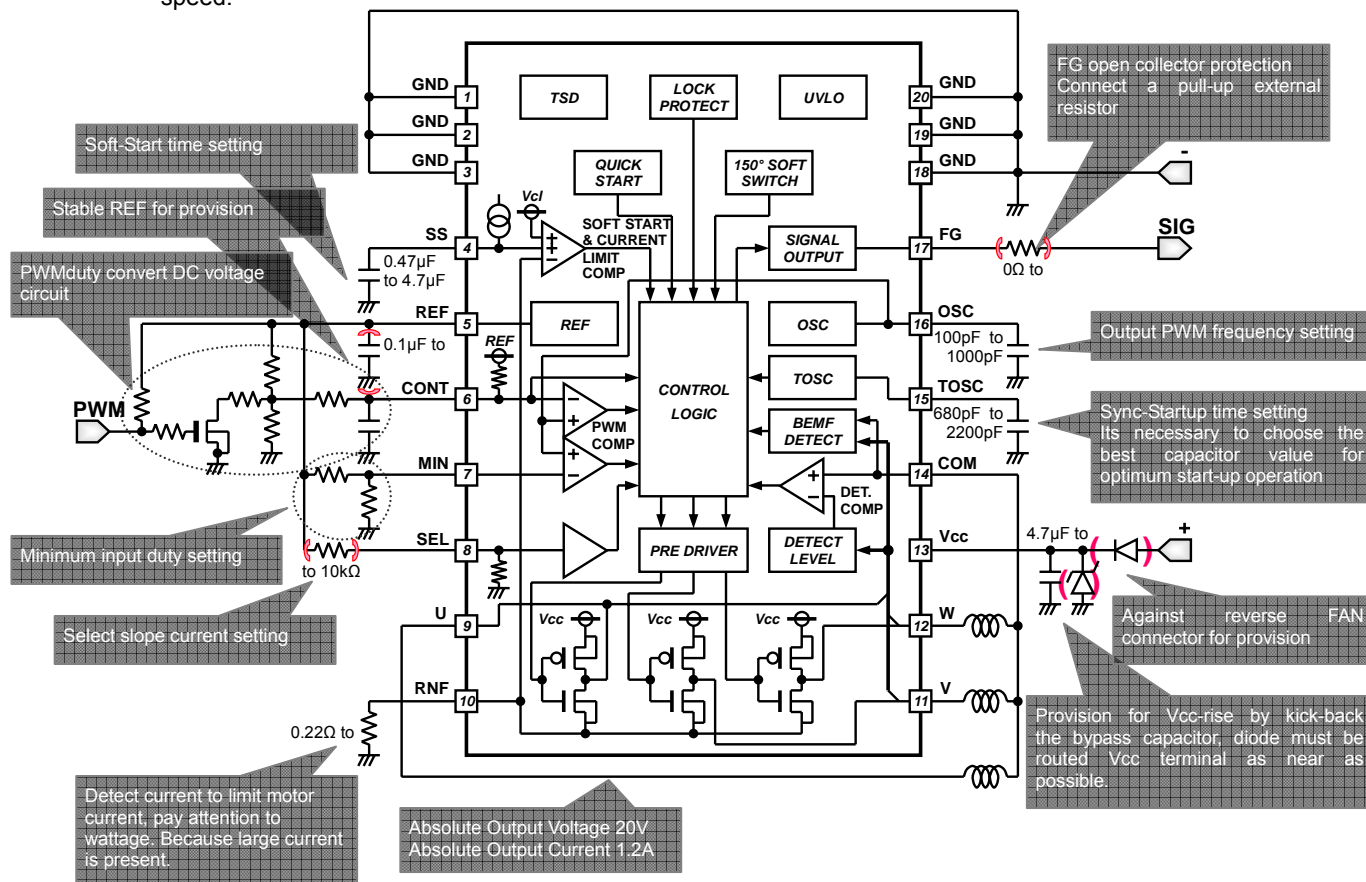 speed.
GND
1
GND
2
GND
3
TSD
LOCK
PROTECT
UVLO
20
GND
19
GND
18
GND
-
FG open collector protection
Connect a pull-up external
resistor
Soft-Start time setting
Stable REF for provision
PWMduty convert DC voltage
circuit
QUICK
START
150° SOFT
SWITCH
Vcl
SS
4
SOFT START
& CURRENT
LIMIT
COMP
0.47µF
to 4.7µF
SIGNAL
OUTPUT
17
FG
0Ω to
SIG
REF
5
REF
0.1µF to
REF
OSC
16
OSC
100pF to
1000pF
Output PWM frequency setting
CONT
6
PWM
CONTROL
LOGIC
TOSC
15
TOSC
680pF to
2200pF
Sync-Startup time setting
Its necessary to choose the
best capacitor value for
optimum start-up operation
PWM
COMP
BEMF
DETECT
MIN
7
14
COM
DET.
COMP
Minimum input duty setting
SEL
8
to 10kΩ
PRE DRIVER
DETECT
LEVEL
13
Vcc
4.7µF to
+
Select slope current setting
U
9
Vcc
Vcc
Vcc
12
W
Against reverse FAN
connector for provision
RNF
10
11
V
0.22Ω to
Provision for Vcc-rise by kick-back
the bypass capacitor, diode must be
routed Vcc terminal as near as
possible.
Detect current to limit motor
current, pay attention to
wattage. Because large current
is present.
Absolute Output Voltage 20V
Absolute Output Current 1.2A